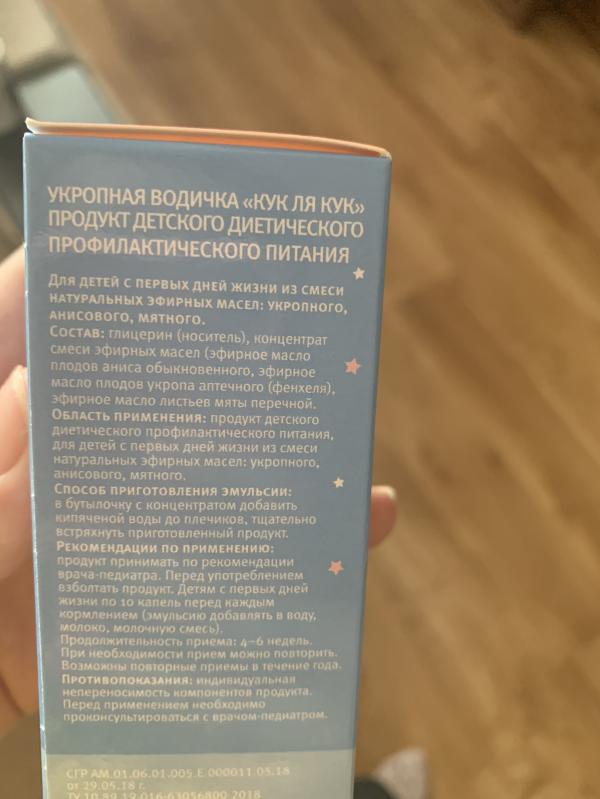 УКРОПНАЯ ВОДИЧКА «КУК ЛЯ КУК»
ПРОДУКТ ДЕТСКОГО ДИЕТИЧЕСКОГО
ПРОФИЛАКТИЧЕСКОГО ПИТАНИЯ
Для детей с первых дней жизни из смеси
натуральных эфирных масел: укропного,
анисового, мятного.
Состав: глицерин (носитель), концентрат
смеси эфирных масел (эфирное масло
плодов аниса обыкновенного, эфирное
масло плодов укропа аптечного (фенхеля),
эфирное масло листьев мяты перечной.
Область применения: продукт детского
диетического профилактического питания,
для детей с первых дней жизни из смеси
натуральных эфирных масел: укропного,
анисового, мятного.
Способ приготовления эмульсии:
в бутылочку с концентратом добавить
кипяченой воды до плечиков, тщательно
встряхнуть приготовленный продукт.
Рекомендации по применению:
продукт принимать по рекомендации
врача-педиатра. Перед употреблением
взболтать продукт. Детям с первых дней
жизни по 10 капель перед каждым
кормлением (эмульсию добавлять в воду,
молоко, молочную смесь).
Продолжительность приема: 4–6 недель.
При необходимости прием можно повторить.
Возможны повторные приемы в течение года.
Противопоказания: индивидуальная
непереносимость компонентов продукта.
Перед применением необходимо
проконсультироваться с врачом-педиатром.
СГР AM.01.06.01.005.E.000011.05.18
от 29.05.18 г.
ТУ 10.89.19-016-63056800-2018